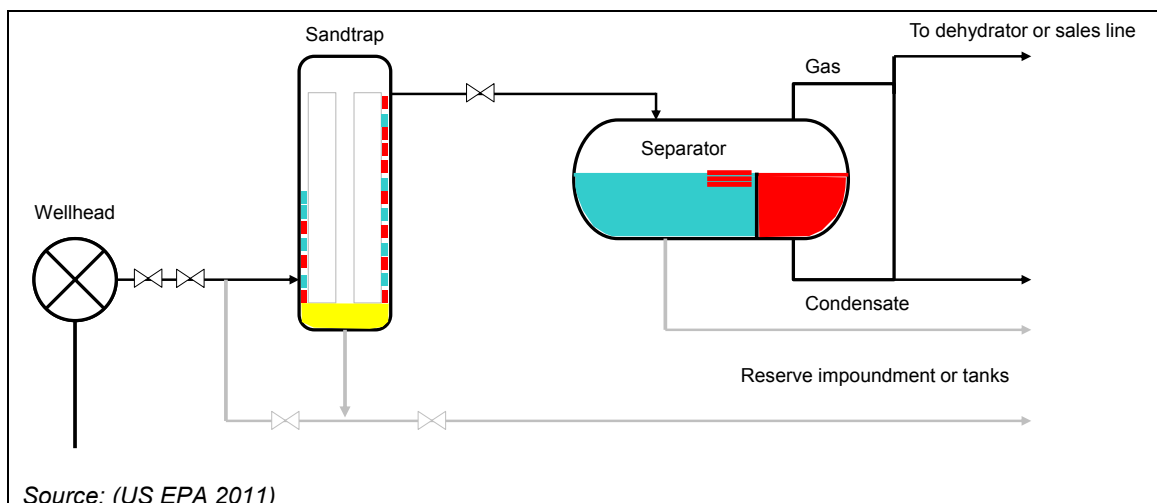 Sandtrap
To dehydrator or sales line
Gas
Separator
Wellhead
Condensate
Reserve impoundment or tanks
Source: (US EPA 2011)